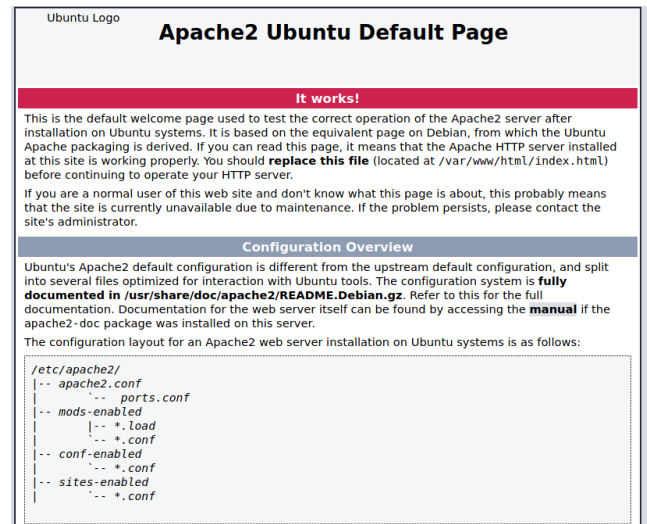 Ubuntu Logo
Apache2 Ubuntu Default Page
It works!
This is the default welcome page used to test the correct operation of the Apache2 server after
installation on Ubuntu systems. It is based on the equivalent page on Debian, from which the Ubuntu
Apache packaging is derived. If you can read this page, it means that the Apache HTTP server installed
at this site is working properly. You should replace this file (located at /var/www/html/index.html)
before continuing to operate your HTTP server.
If you are a normal user of this web site and don't know what this page is about, this probably means
that the site is currently unavailable due to maintenance. If the problem persists, please contact the
site's administrator.
Configuration Overview
Ubuntu's Apache2 default configuration is different from the upstream default configuration, and split
into several files optimized for interaction with Ubuntu tools. The configuration system is fully
documented in /usr/share/doc/apache2/README.Debian.gz. Refer to this for the full
documentation. Documentation for the web server itself can be found by accessing the manual if the
apache2-doc package was installed on this server.
The configuration layout for an Apache2 web server installation on Ubuntu systems is as follows:
/etc/apache2/
|-- apache2.conf
|       `--  ports.conf
|-- mods-enabled
|       |-- *.load
|       `-- *.conf
|-- conf-enabled
|       `-- *.conf
|-- sites-enabled
|       `-- *.conf